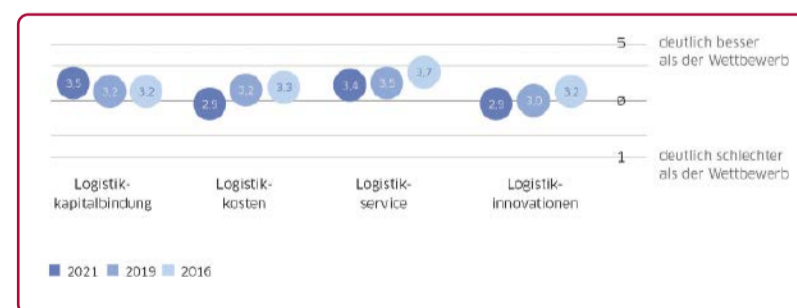 5
deutlich besser
als der Wettbewerb
3,5
3,2
3,2
2,9
3,2
3,3
3,4
3,5
3,7
2,9
3,0
3,2
ø
1
deutlich schlechter
als der Wettbewerb
Logistik-
kapitalbindung
Logistik-
kosten
Logistik-
service
Logistik-
innovationen
2021 2019 2016